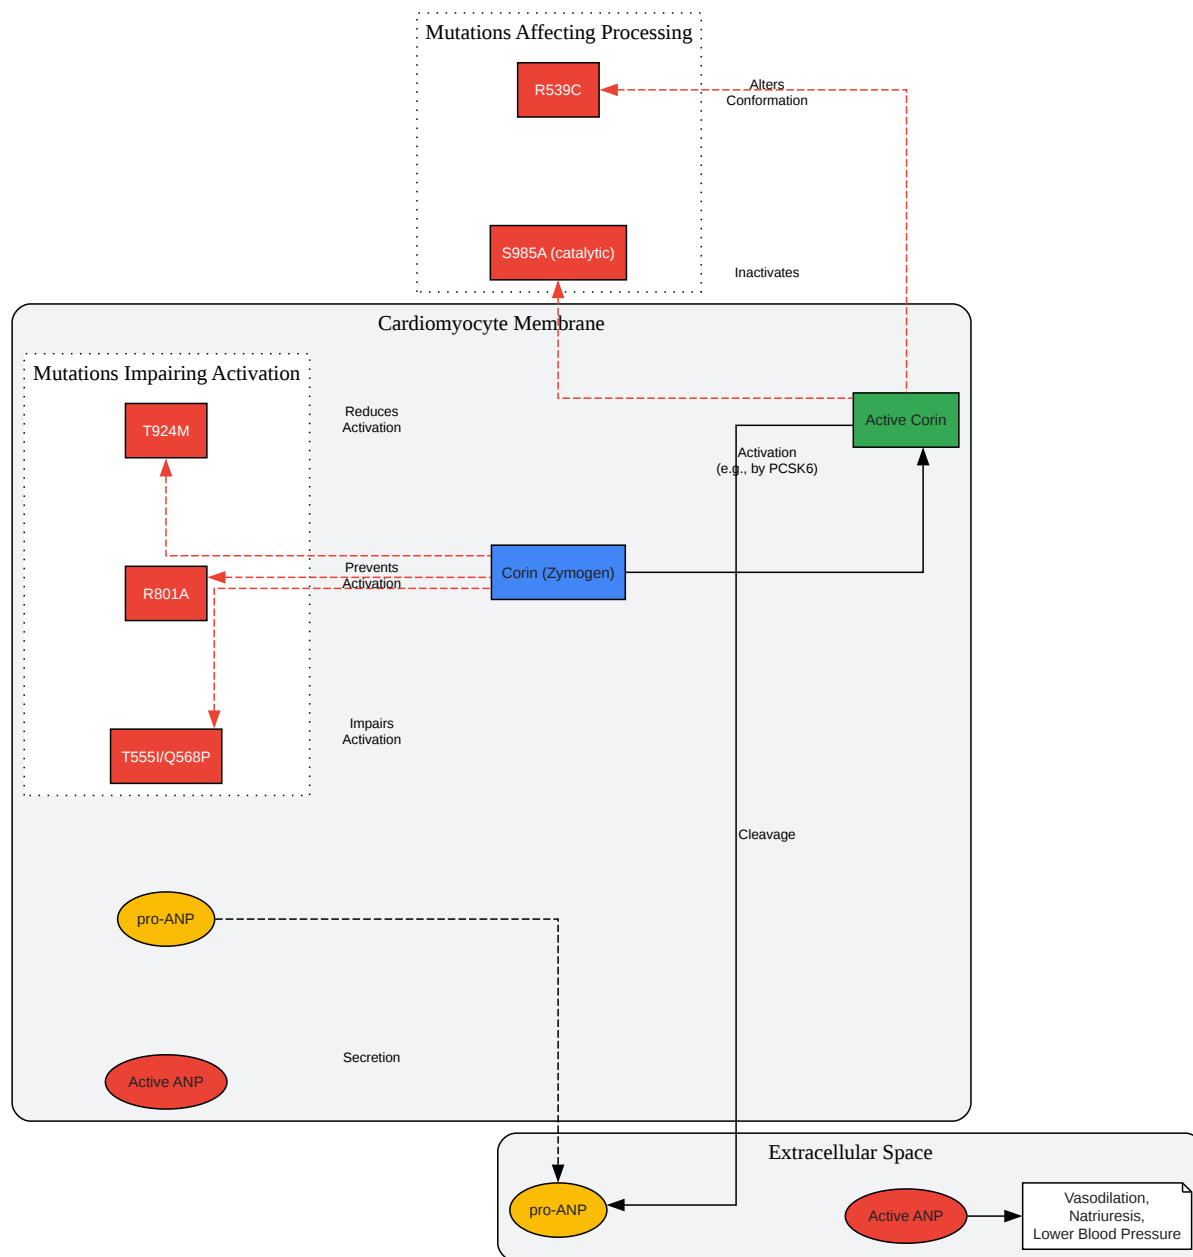 Mutations Affecting Processing
R539C
Alters
Conformation
S985A (catalytic)
Inactivates
Cardiomyocyte Membrane
Mutations Impairing Activation
T924M
Reduces
Activation
Active Corin
Activation
(e.g., by PCSK6)
Corin (Zymogen)
R801A
Prevents
Activation
T555I/Q568P
Impairs
Activation
Cleavage
pro-ANP
Secretion
Active ANP
Extracellular Space
pro-ANP
Active ANP
Vasodilation,
Natriuresis,
Lower Blood Pressure